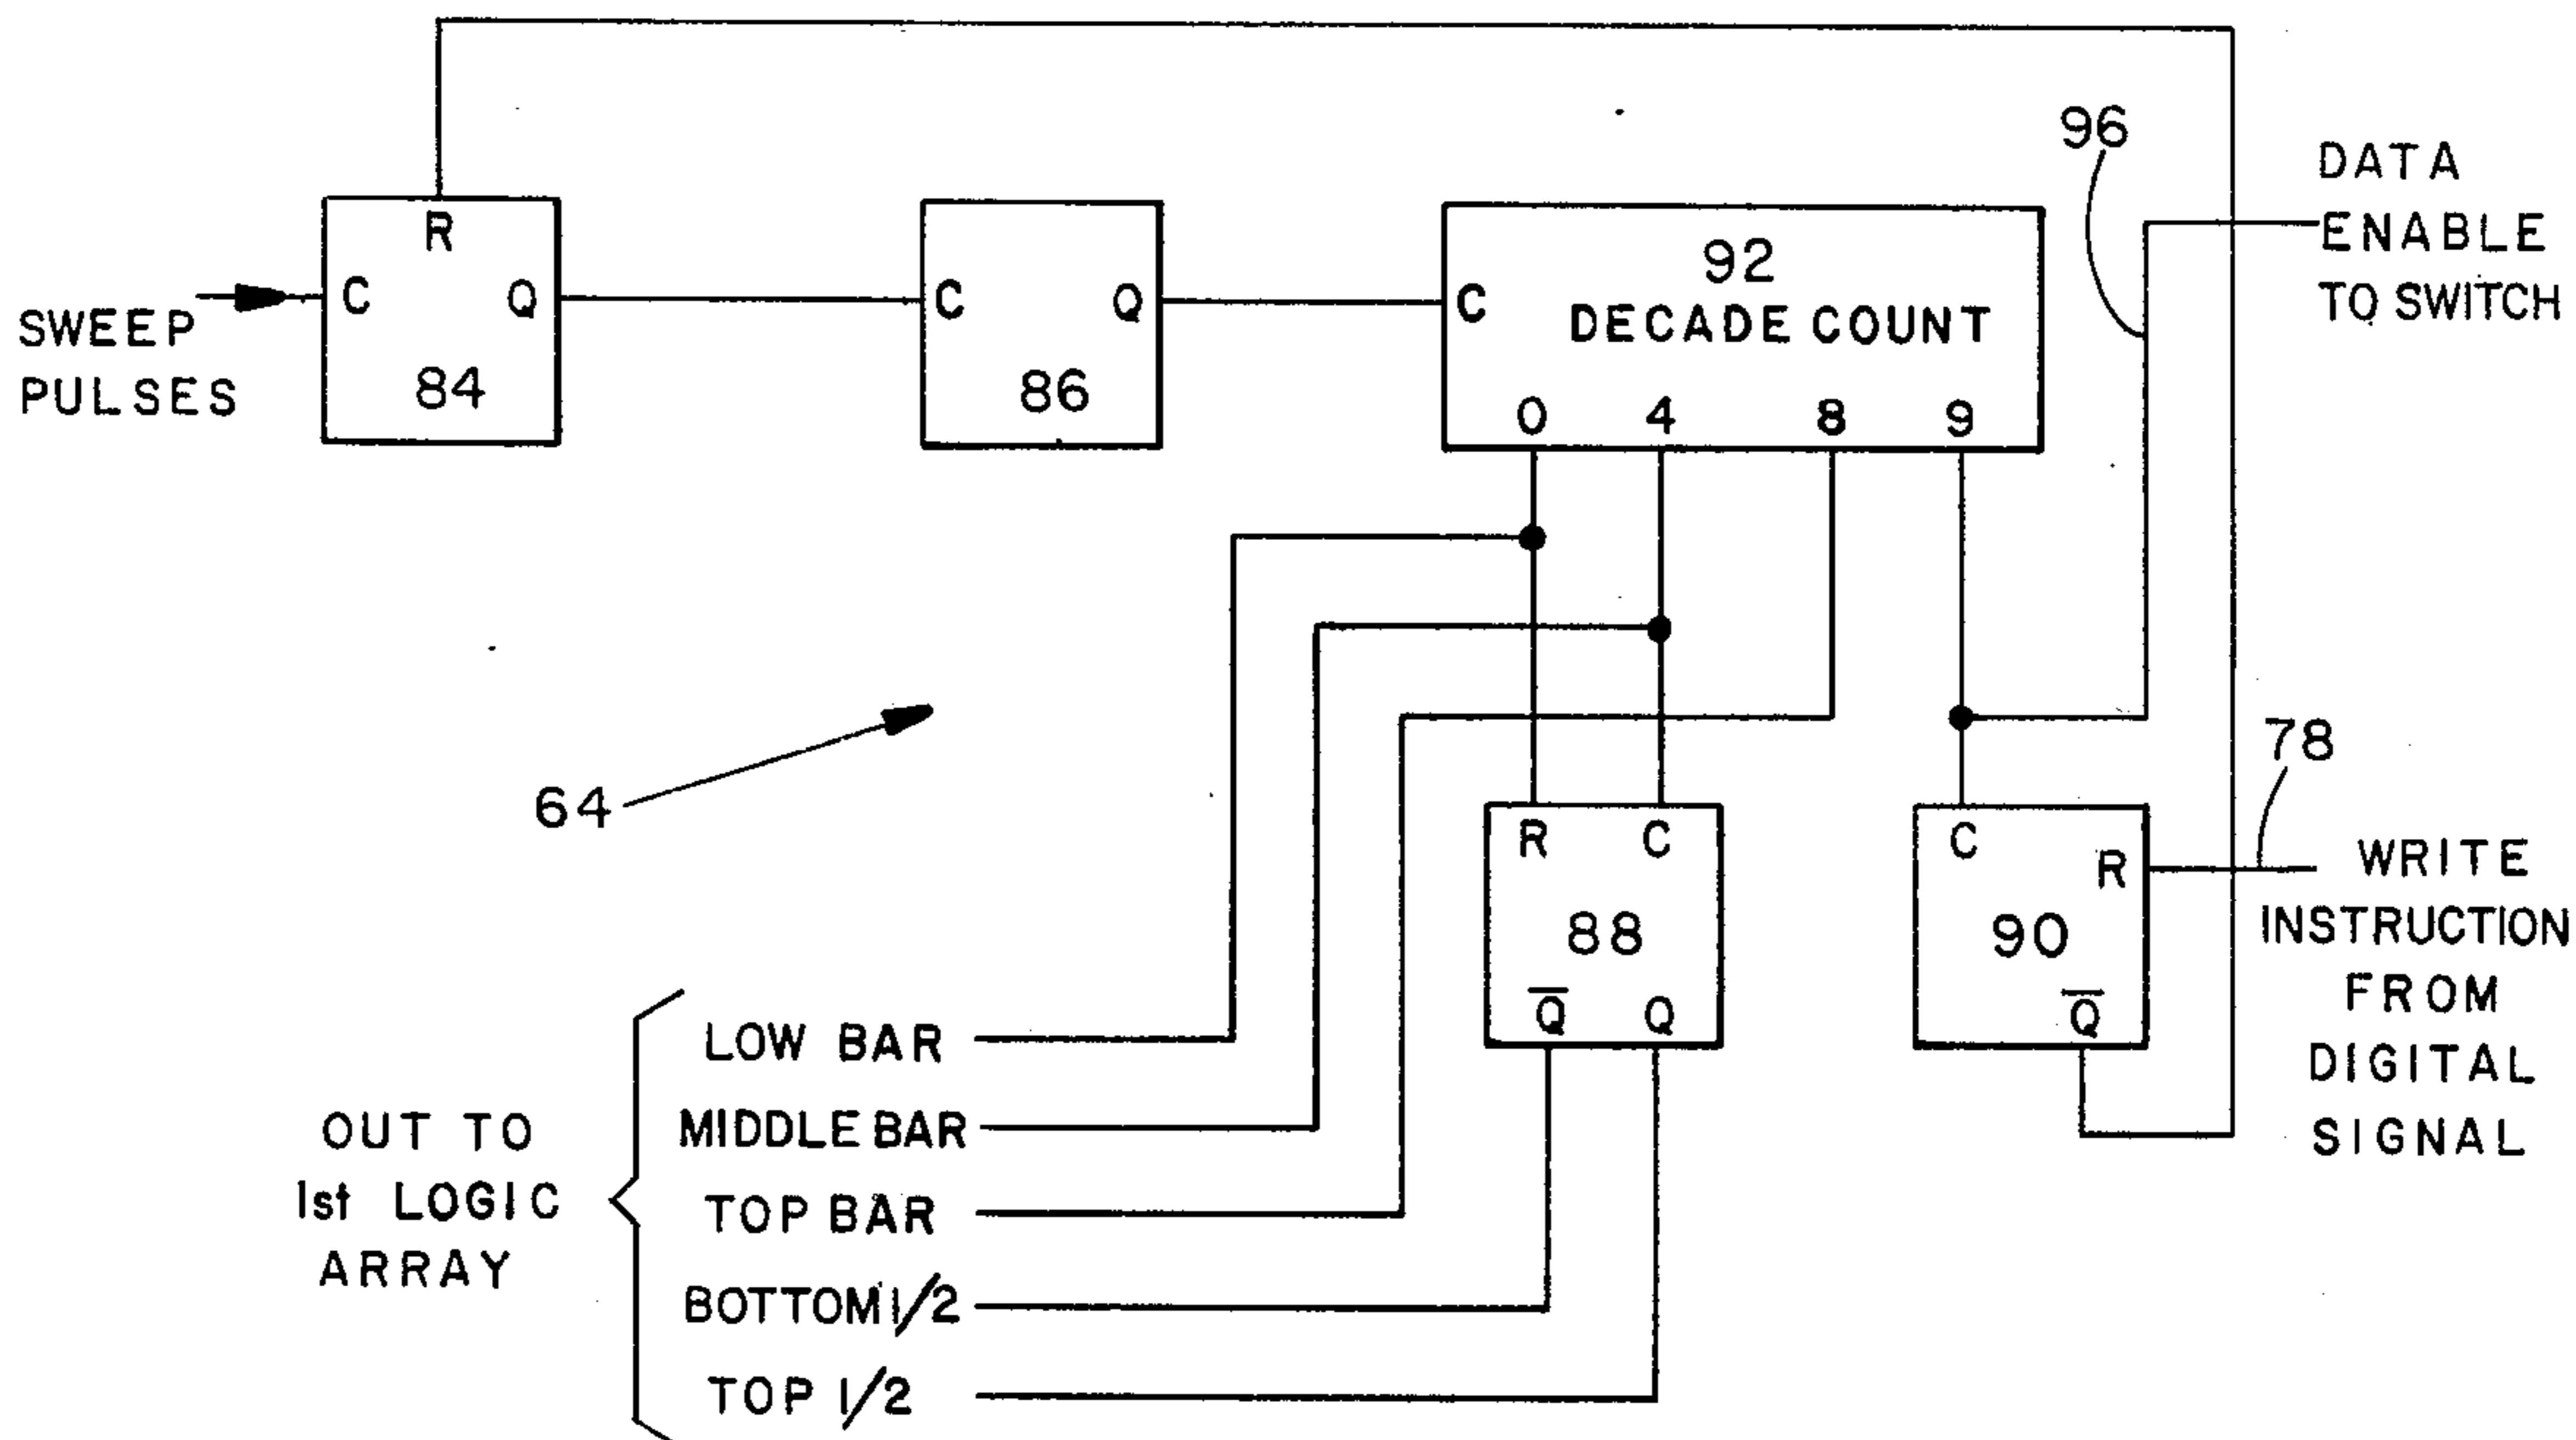 96
DATA
ENABLE
TO SWITCH
SWEEP
PULSES
R
C Q
84
C Q
86
92
C DECADE COUNT
0 4 8 9
64
78
R C
88
Q̅ Q
C
R
90
Q̅
WRITE
INSTRUCTION
FROM
DIGITAL
SIGNAL
OUT TO
1st LOGIC
ARRAY
LOW BAR
MIDDLE BAR
TOP BAR
BOTTOM 1/2
TOP 1/2